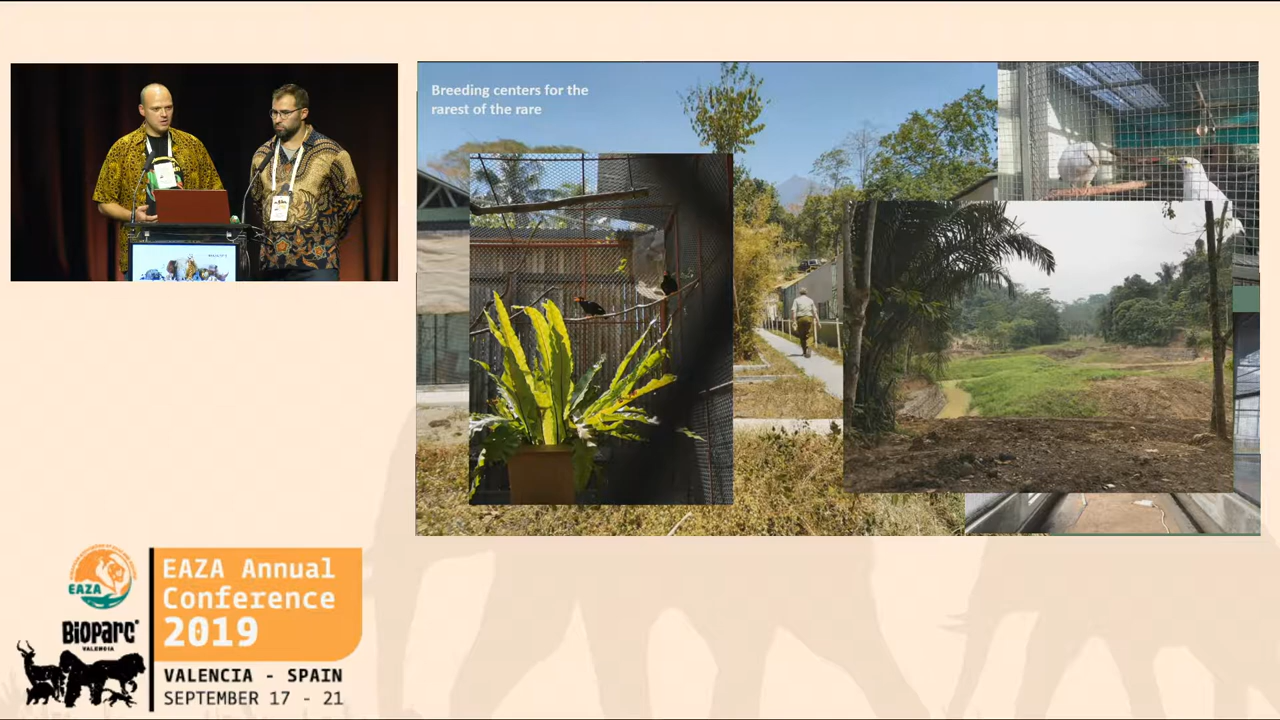 Breeding centers for the
rarest of the rare
EAZA
BIOPARC
VALENCIA
EAZA Annual
Conference
2019
VALENCIA - SPAIN
SEPTEMBER 17 - 21